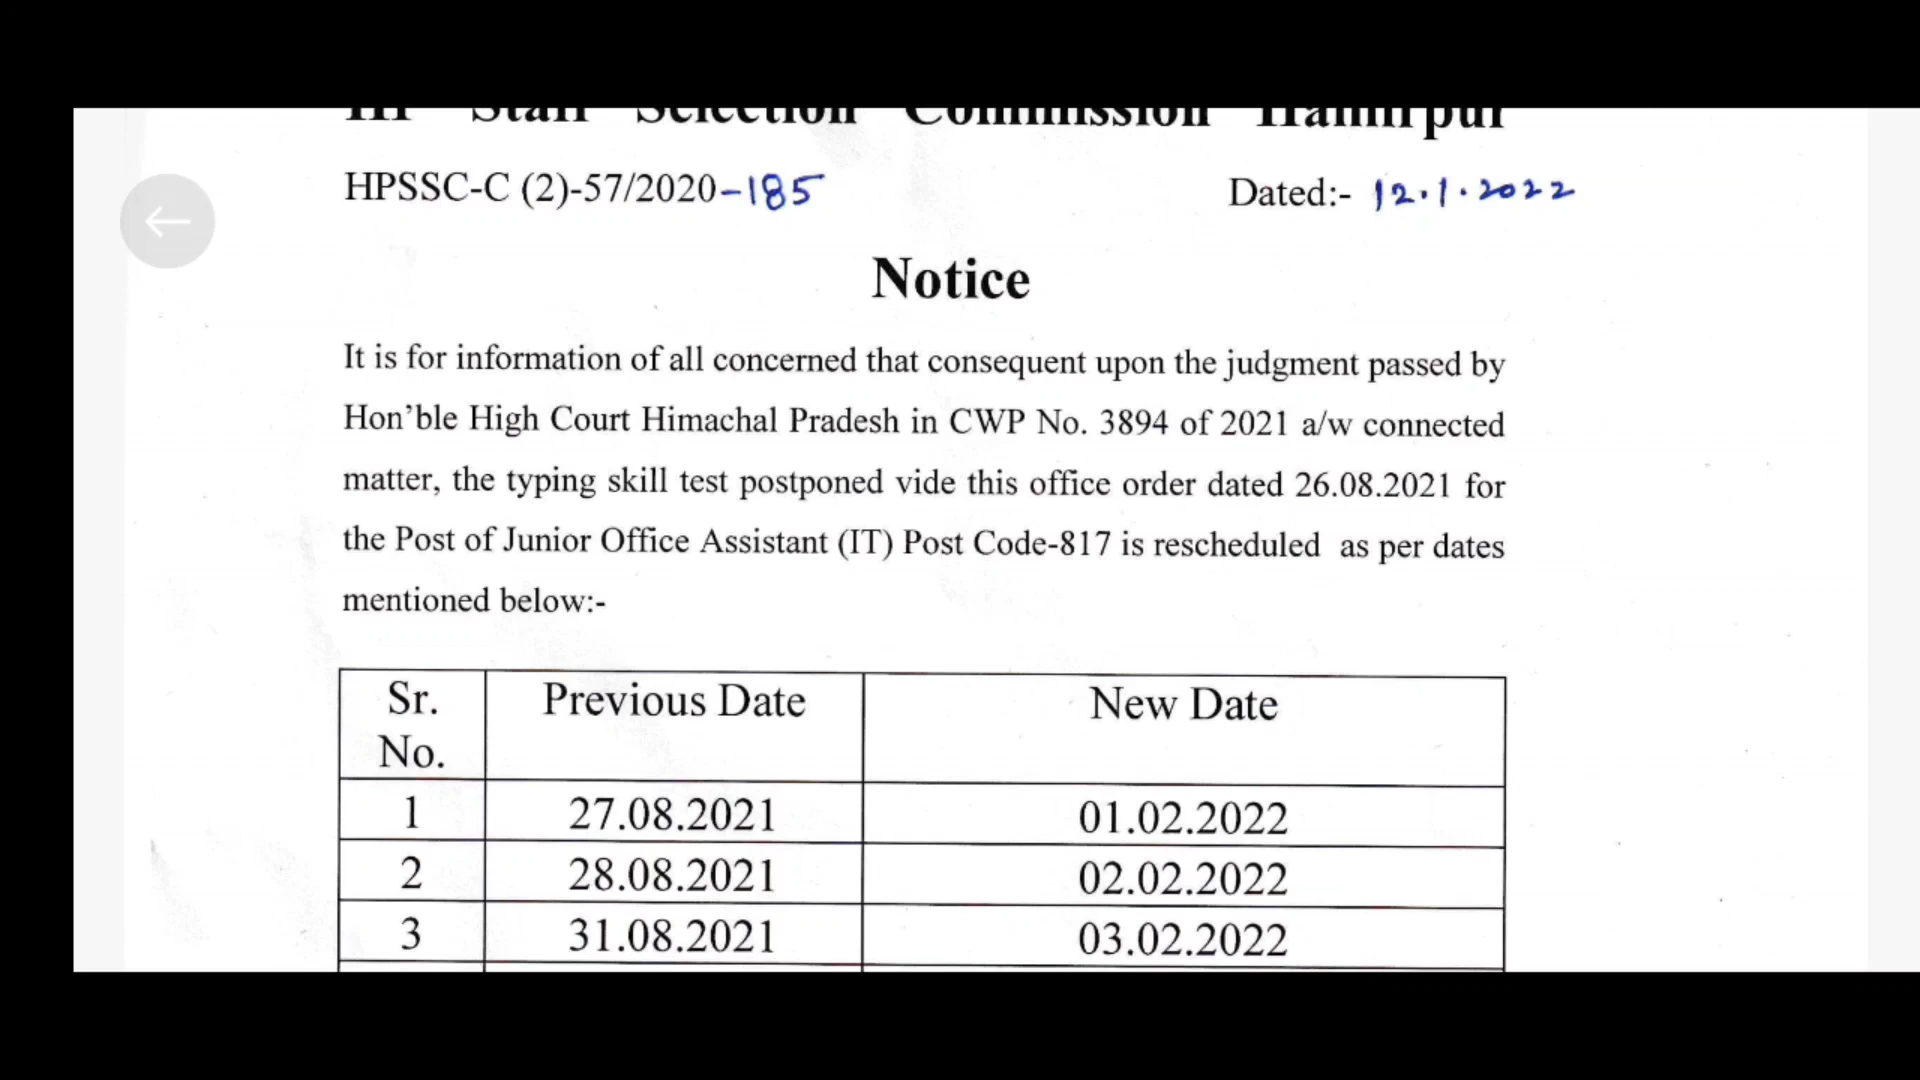 Staff Selection Commission Hamirpur
HPSSC-C (2)-57/2020-185 Dated:- 12.1.2022
Notice
It is for information of all concerned that consequent upon the judgment passed by
Hon’ble High Court Himachal Pradesh in CWP No. 3894 of 2021 a/w connected
matter, the typing skill test postponed vide this office order dated 26.08.2021 for
the Post of Junior Office Assistant (IT) Post Code-817 is rescheduled as per dates
mentioned below:-
Sr. No. Previous Date New Date
1 27.08.2021 01.02.2022
2 28.08.2021 02.02.2022
3 31.08.2021 03.02.2022